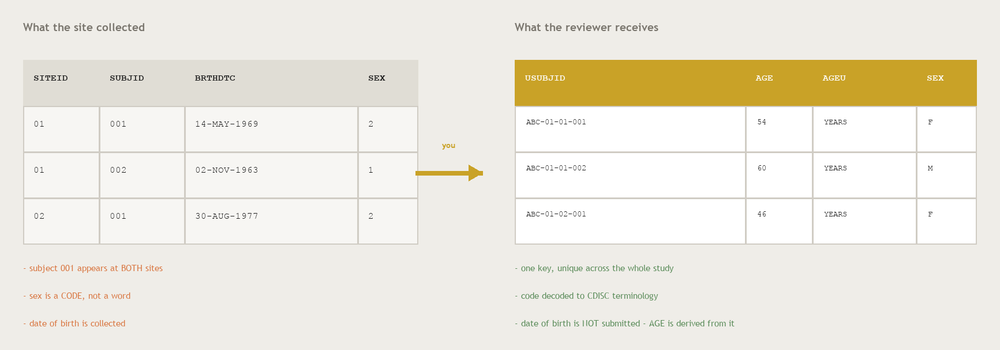 What the site collected
SITEID SUBJID BRTHDTC SEX
01 001 14-MAY-1969 2
01 002 02-NOV-1963 1
02 001 30-AUG-1977 2
- subject 001 appears at BOTH sites
- sex is a CODE, not a word
- date of birth is collected
you
What the reviewer receives
USUBJID AGE AGEU SEX
ABC-01-01-001 54 YEARS F
ABC-01-01-002 60 YEARS M
ABC-01-02-001 46 YEARS F
- one key, unique across the whole study
- code decoded to CDISC terminology
- date of birth is NOT submitted - AGE is derived from it